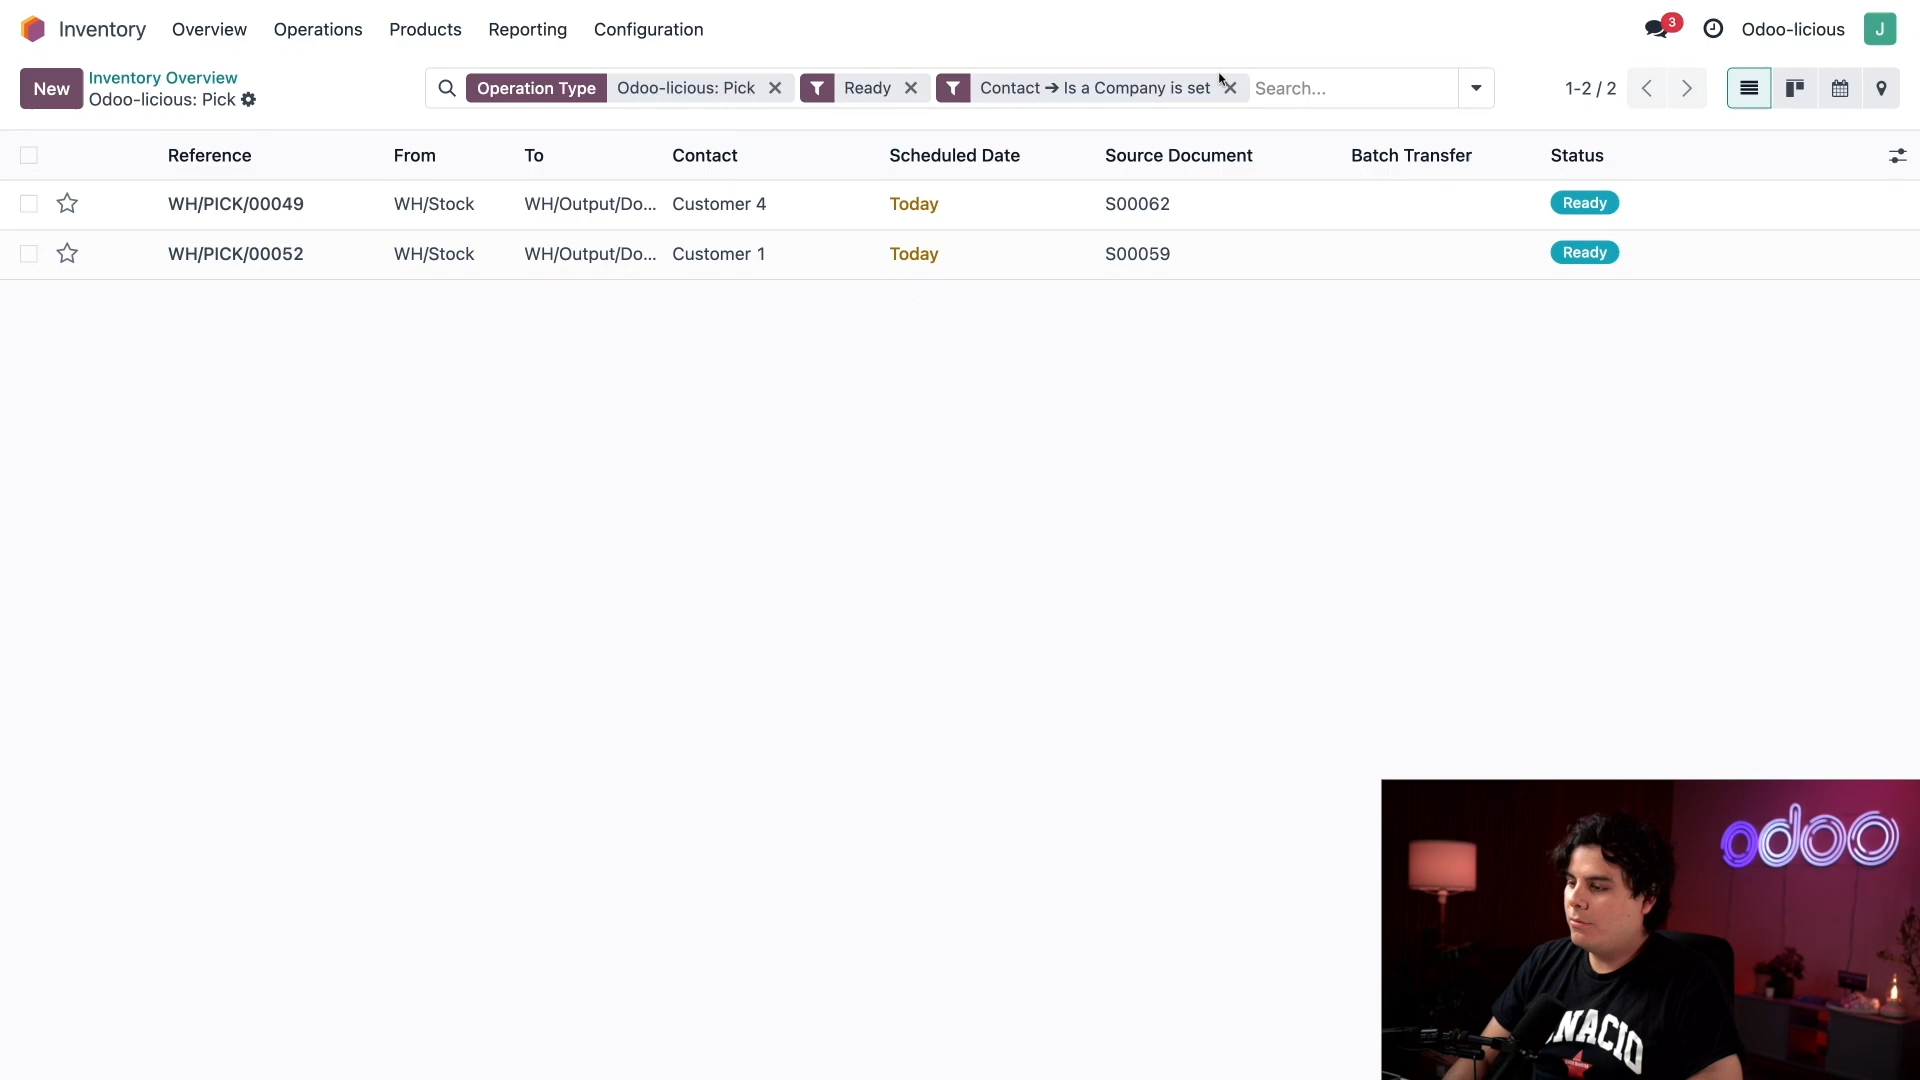 Inventory Overview Operations Products Reporting Configuration 3 Odoo-licious J
New Inventory Overview Operation Type Odoo-licious: Pick Ready Contact ➔ Is a Company is set Search... 1-2 / 2
Odoo-licious: Pick
Reference From To Contact Scheduled Date Source Document Batch Transfer Status
WH/PICK/00049 WH/Stock WH/Output/Do... Customer 4 Today S00062 Ready
WH/PICK/00052 WH/Stock WH/Output/Do... Customer 1 Today S00059 Ready
odoo
NACIO